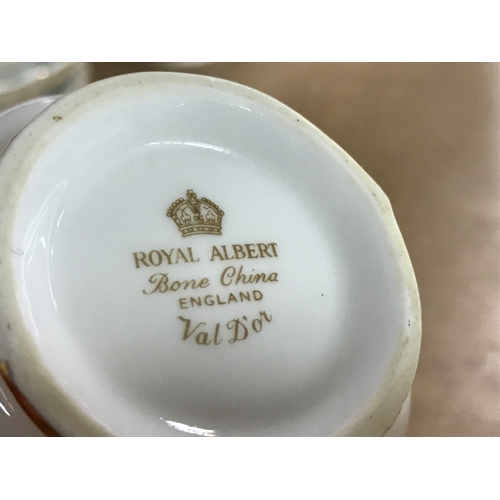 ROYAL ALBERT
Bone China
ENGLAND
Val D'or